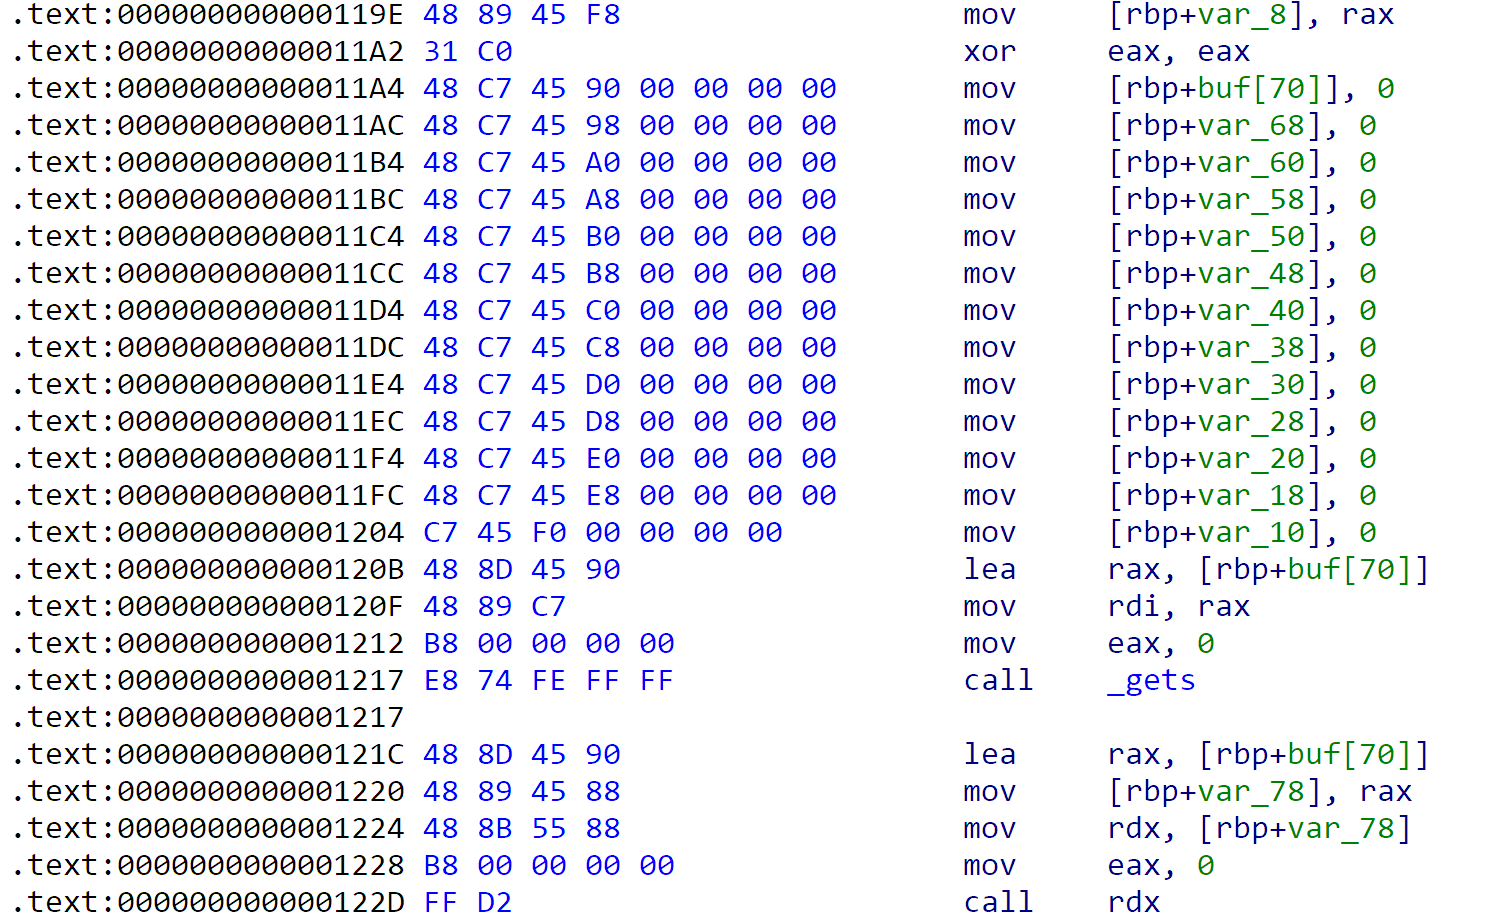 .text:000000000000119E 48 89 45 F8 mov [rbp+var_8], rax
.text:00000000000011A2 31 C0 xor eax, eax
.text:00000000000011A4 48 C7 45 90 00 00 00 00 mov [rbp+buf[70]], 0
.text:00000000000011AC 48 C7 45 98 00 00 00 00 mov [rbp+var_68], 0
.text:00000000000011B4 48 C7 45 A0 00 00 00 00 mov [rbp+var_60], 0
.text:00000000000011BC 48 C7 45 A8 00 00 00 00 mov [rbp+var_58], 0
.text:00000000000011C4 48 C7 45 B0 00 00 00 00 mov [rbp+var_50], 0
.text:00000000000011CC 48 C7 45 B8 00 00 00 00 mov [rbp+var_48], 0
.text:00000000000011D4 48 C7 45 C0 00 00 00 00 mov [rbp+var_40], 0
.text:00000000000011DC 48 C7 45 C8 00 00 00 00 mov [rbp+var_38], 0
.text:00000000000011E4 48 C7 45 D0 00 00 00 00 mov [rbp+var_30], 0
.text:00000000000011EC 48 C7 45 D8 00 00 00 00 mov [rbp+var_28], 0
.text:00000000000011F4 48 C7 45 E0 00 00 00 00 mov [rbp+var_20], 0
.text:00000000000011FC 48 C7 45 E8 00 00 00 00 mov [rbp+var_18], 0
.text:0000000000001204 C7 45 F0 00 00 00 00 mov [rbp+var_10], 0
.text:000000000000120B 48 8D 45 90 lea rax, [rbp+buf[70]]
.text:000000000000120F 48 89 C7 mov rdi, rax
.text:0000000000001212 B8 00 00 00 00 mov eax, 0
.text:0000000000001217 E8 74 FE FF FF call _gets
.text:0000000000001217
.text:000000000000121C 48 8D 45 90 lea rax, [rbp+buf[70]]
.text:0000000000001220 48 89 45 88 mov [rbp+var_78], rax
.text:0000000000001224 48 8B 55 88 mov rdx, [rbp+var_78]
.text:0000000000001228 B8 00 00 00 00 mov eax, 0
.text:000000000000122D FF D2 call rdx